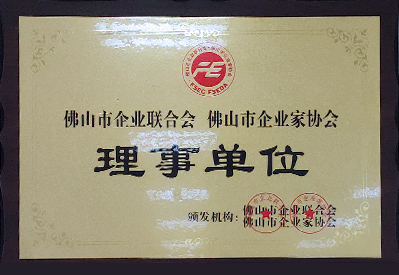 FSEC FSEDA
佛山市企业联合会 佛山市企业家协会
理事单位
颁发机构:佛山市企业联合会
佛山市企业家协会